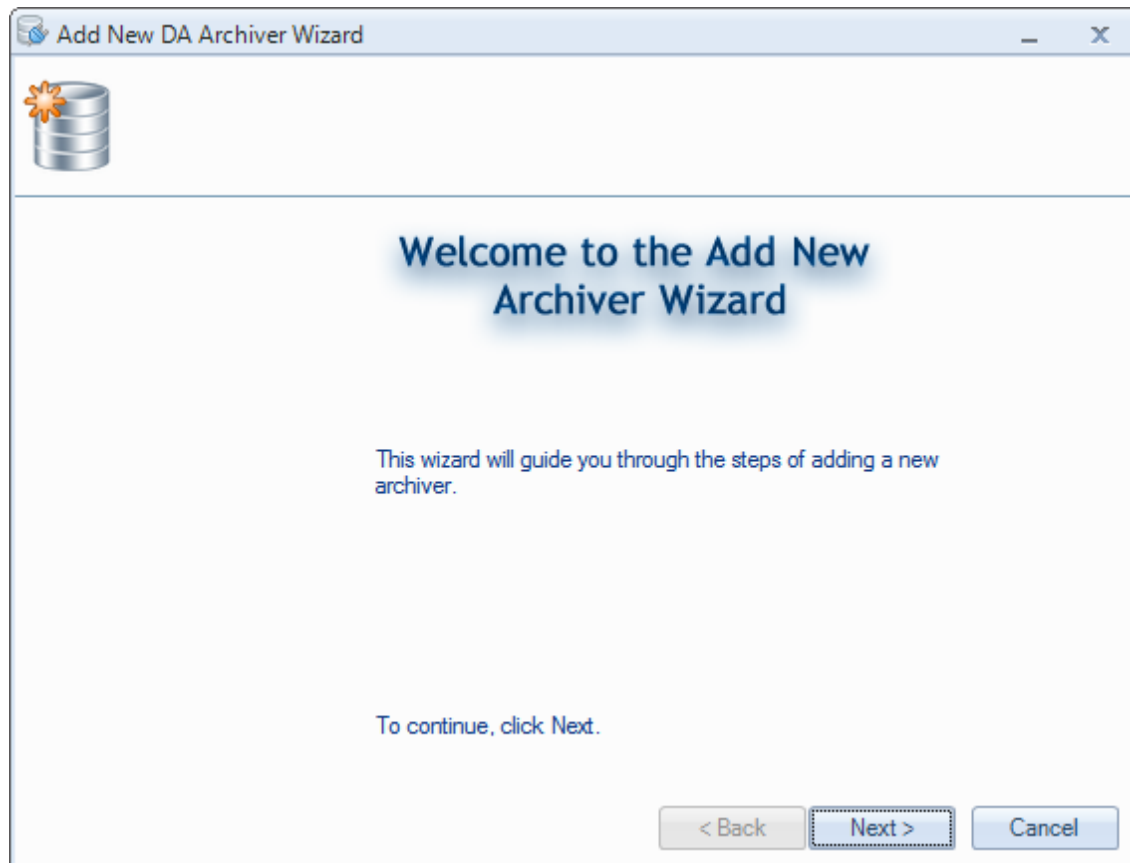 Add New DA Archiver Wizard
Welcome to the Add New
Archiver Wizard
This wizard will guide you through the steps of adding a new
archiver.
To continue, click Next.
< Back
Next >
Cancel